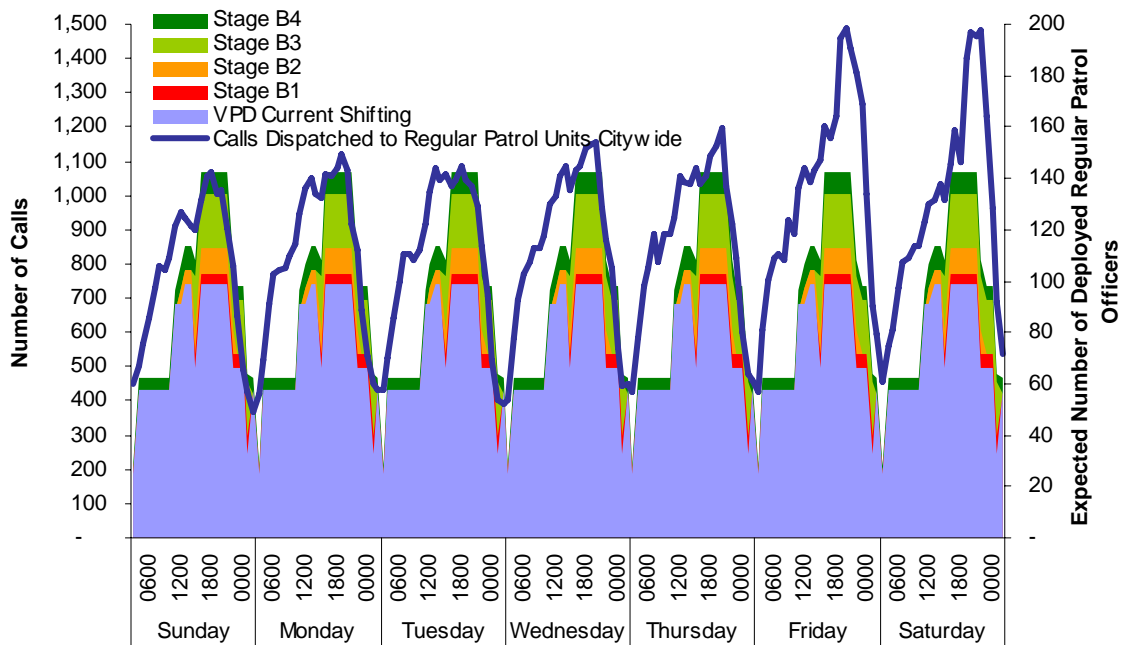 1,500
1,400
1,300
1,200
1,100
1,000
900
800
700
600
500
400
300
200
100
-
Number of Calls
Stage B4
Stage B3
Stage B2
Stage B1
VPD Current Shifting
Calls Dispatched to Regular Patrol Units Citywide
200
180
160
140
120
100
80
60
40
20
-
Expected Number of Deployed Regular Patrol
Officers
0600 1200 1800 0000 0600 1200 1800 0000 0600 1200 1800 0000 0600 1200 1800 0000 0600 1200 1800 0000 0600 1200 1800 0000 0600 1200 1800 0000
Sunday Monday Tuesday Wednesday Thursday Friday Saturday